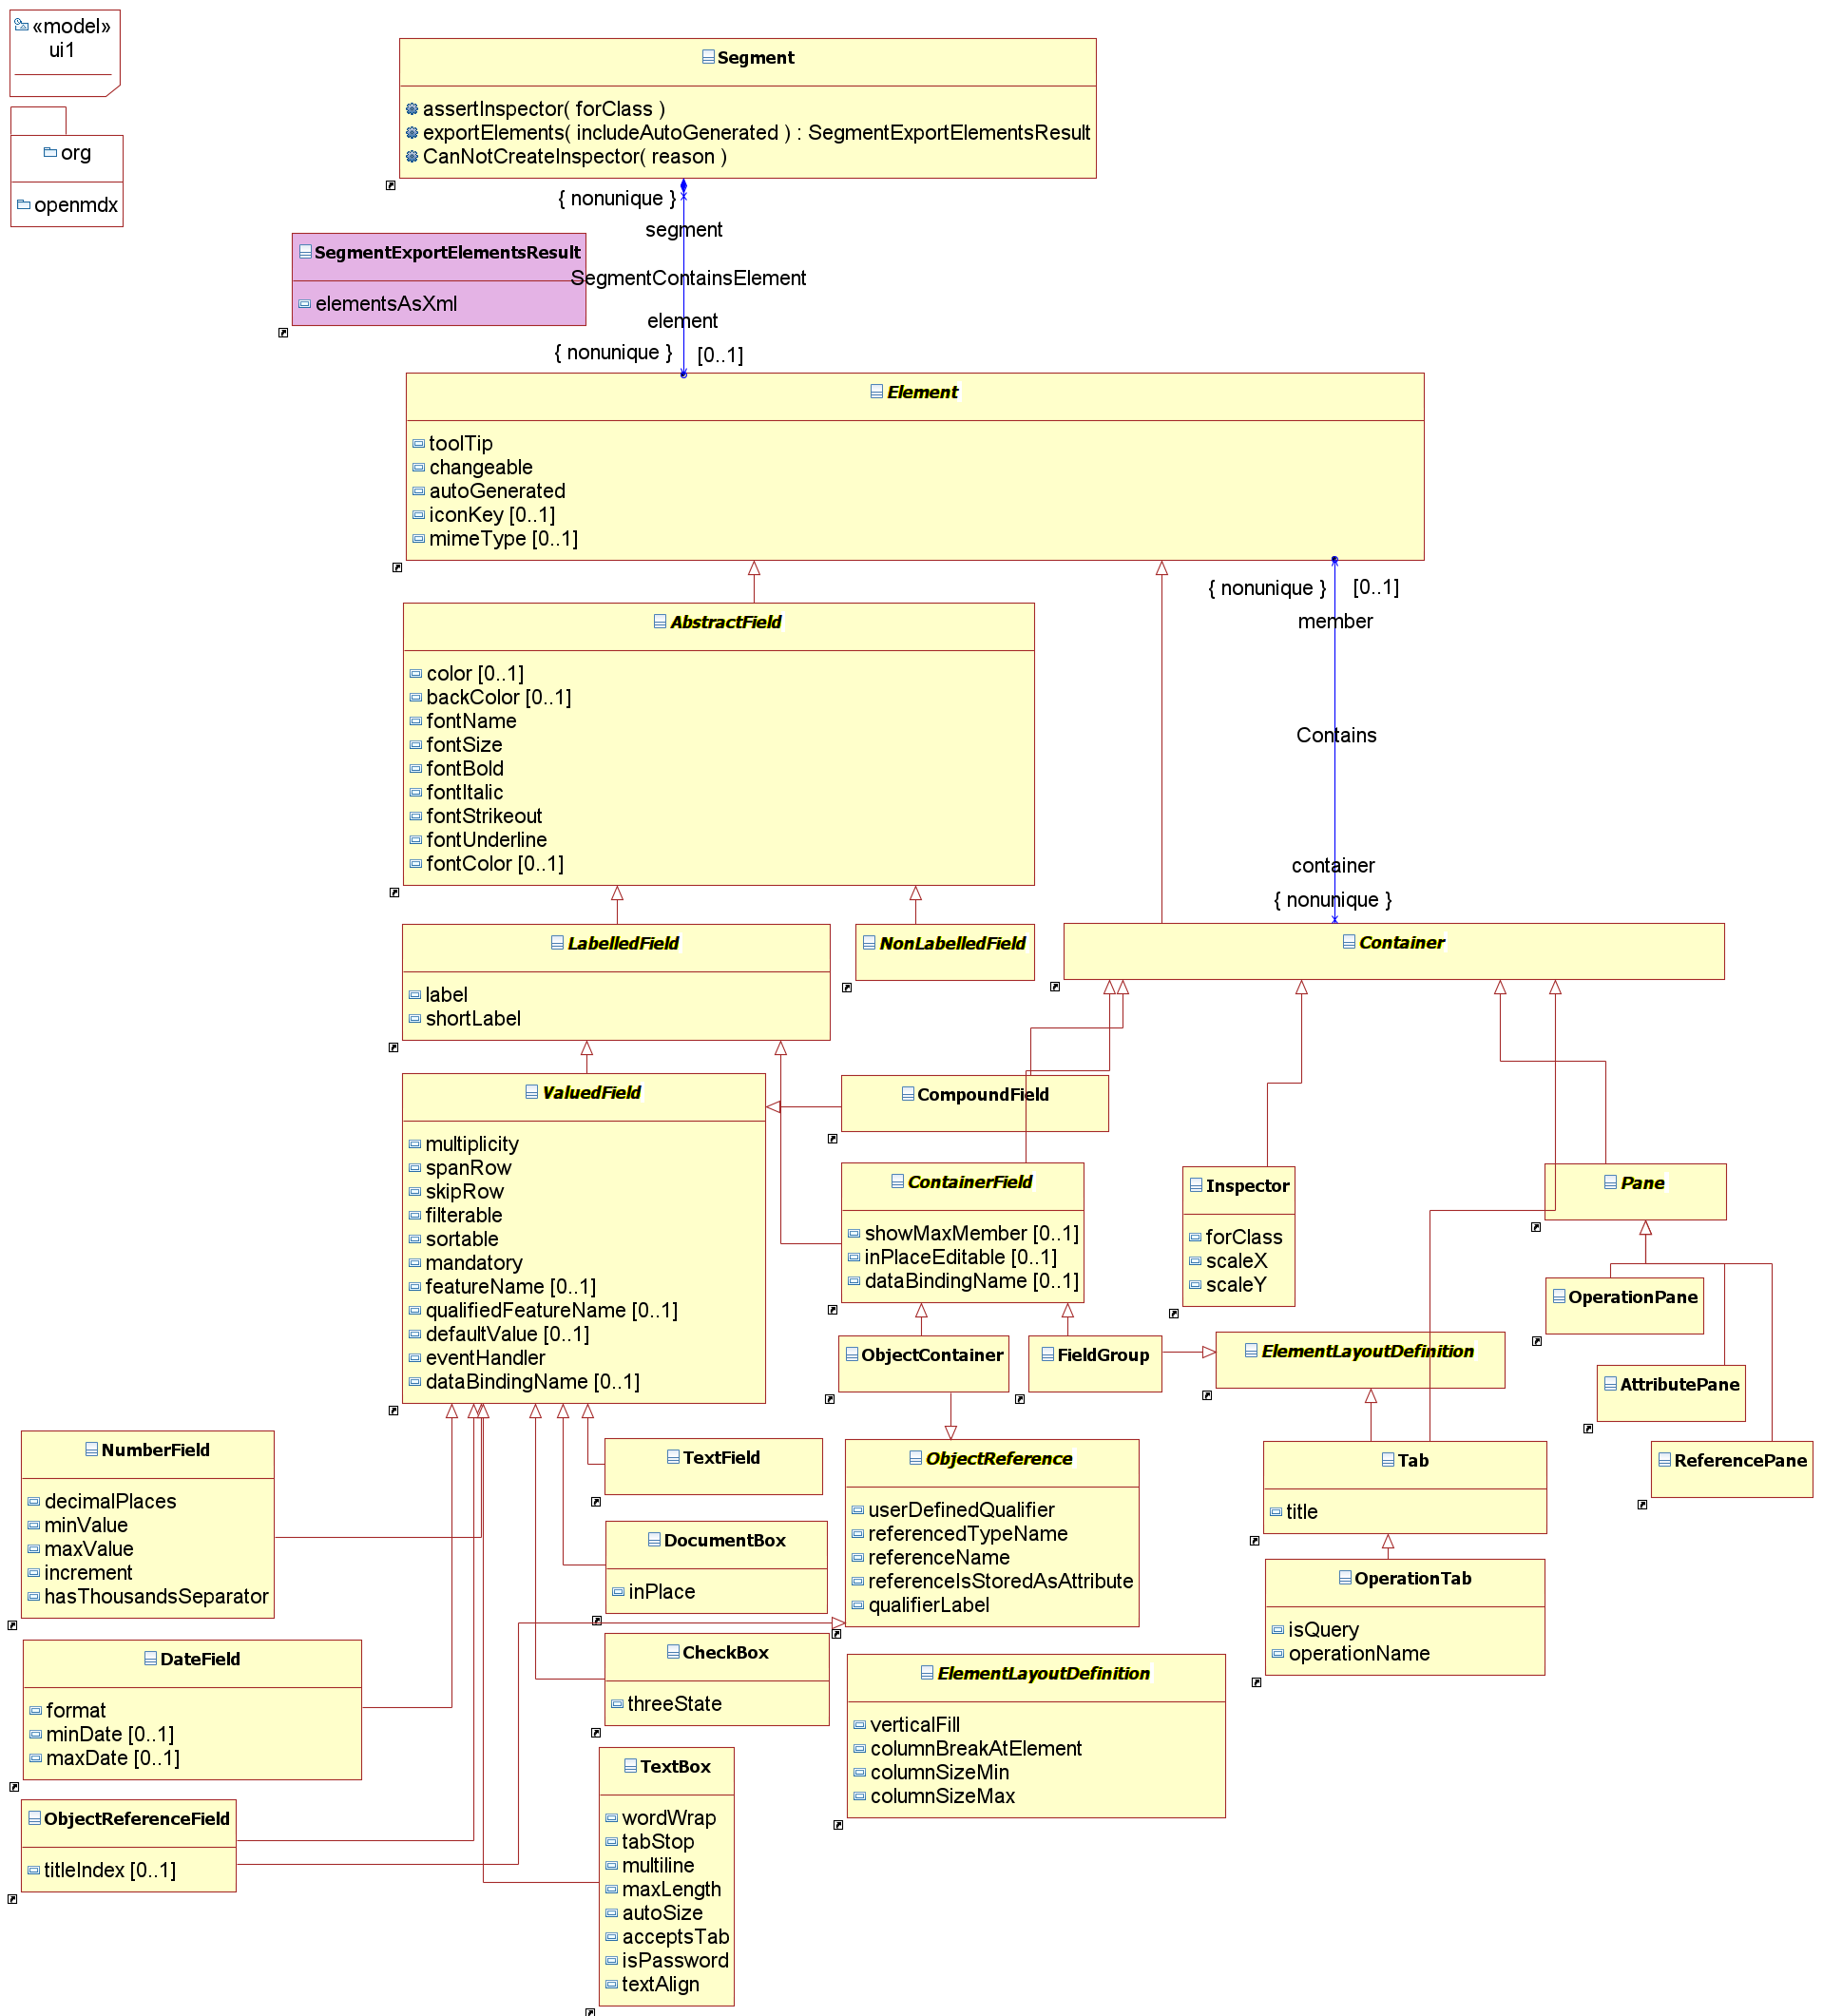 «model»
ui1
org
openmdx
Segment
assertInspector( forClass )
exportElements( includeAutoGenerated ) : SegmentExportElementsResult
CanNotCreateInspector( reason )
{ nonunique }
segment
SegmentExportElementsResult
elementsAsXml
SegmentContainsElement
element
{ nonunique }
[0..1]
Element
toolTip
changeable
autoGenerated
iconKey [0..1]
mimeType [0..1]
{ nonunique }
[0..1]
member
Contains
container
{ nonunique }
AbstractField
color [0..1]
backColor [0..1]
fontName
fontSize
fontBold
fontItalic
fontStrikeout
fontUnderline
fontColor [0..1]
LabelledField
label
shortLabel
NonLabelledField
Container
ValuedField
multiplicity
spanRow
skipRow
filterable
sortable
mandatory
featureName [0..1]
qualifiedFeatureName [0..1]
defaultValue [0..1]
eventHandler
dataBindingName [0..1]
CompoundField
ContainerField
showMaxMember [0..1]
inPlaceEditable [0..1]
dataBindingName [0..1]
Inspector
forClass
scaleX
scaleY
Pane
OperationPane
AttributePane
ReferencePane
ObjectContainer
FieldGroup
ElementLayoutDefinition
NumberField
decimalPlaces
minValue
maxValue
increment
hasThousandsSeparator
TextField
DocumentBox
inPlace
ObjectReference
userDefinedQualifier
referencedTypeName
referenceName
referenceIsStoredAsAttribute
qualifierLabel
Tab
title
OperationTab
isQuery
operationName
DateField
format
minDate [0..1]
maxDate [0..1]
CheckBox
threeState
ElementLayoutDefinition
verticalFill
columnBreakAtElement
columnSizeMin
columnSizeMax
ObjectReferenceField
titleIndex [0..1]
TextBox
wordWrap
tabStop
multiline
maxLength
autoSize
acceptsTab
isPassword
textAlign